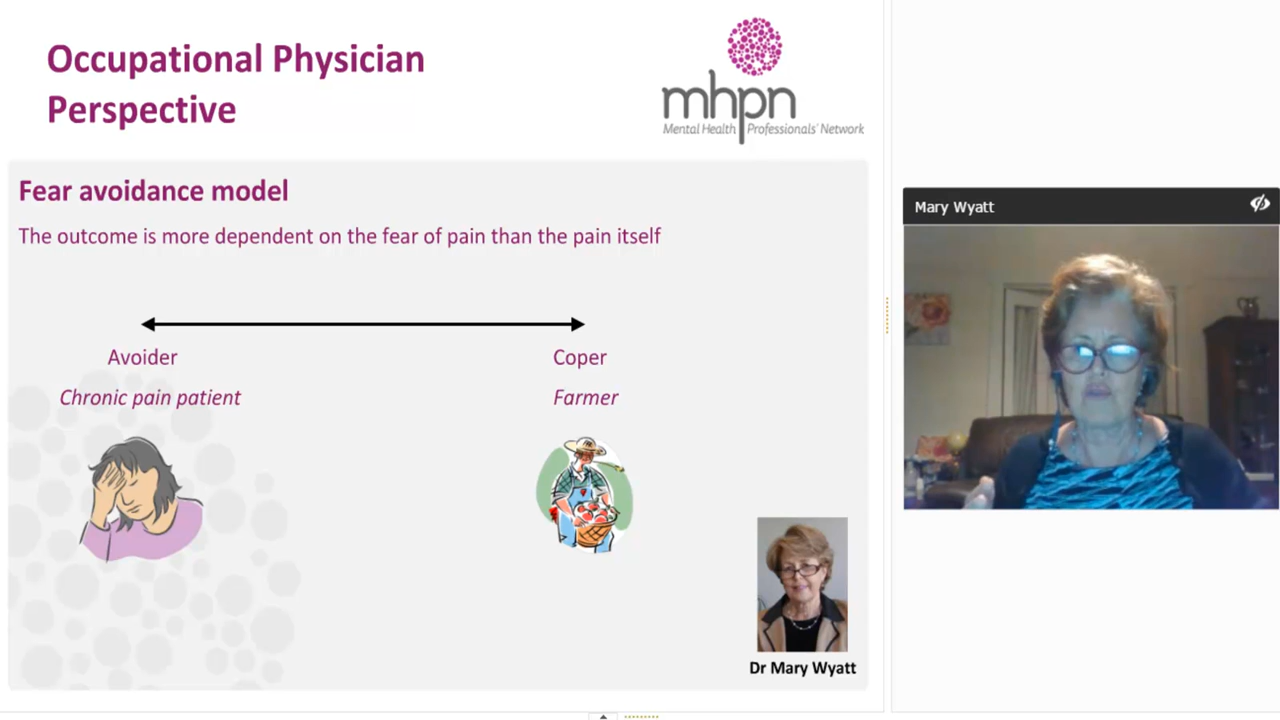 Occupational Physician
Perspective
mhpn
Mental Health Professionals' Network
Fear avoidance model
The outcome is more dependent on the fear of pain than the pain itself
Avoider
Coper
Chronic pain patient
Farmer
Dr Mary Wyatt
Mary Wyatt